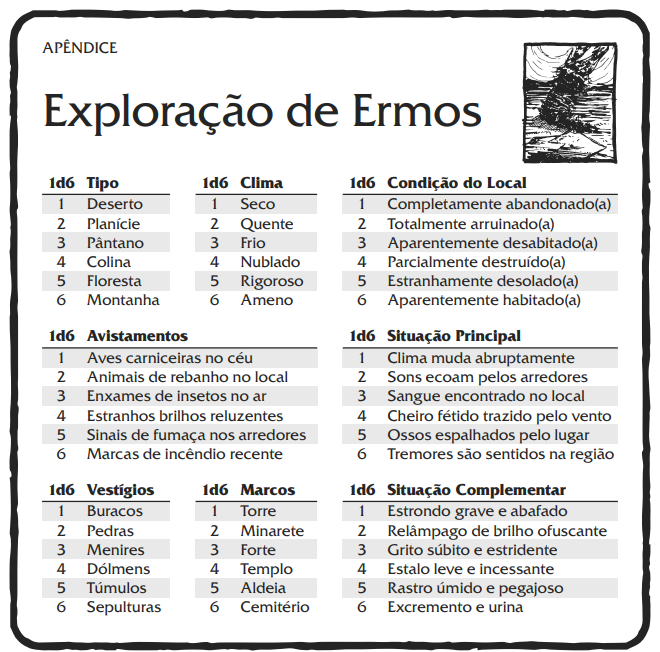 APÊNDICE
Exploração de Ermos
1d6 Tipo
1 Deserto
2 Planície
3 Pântano
4 Colina
5 Floresta
6 Montanha
1d6 Clima
1 Seco
2 Quente
3 Frio
4 Nublado
5 Rigoroso
6 Ameno
1d6 Condição do Local
1 Completamente abandonado(a)
2 Totalmente arruinado(a)
3 Aparentemente desabitado(a)
4 Parcialmente destruído(a)
5 Estranhamente desolado(a)
6 Aparentemente habitado(a)
1d6 Avistamentos
1 Aves carniceiras no céu
2 Animais de rebanho no local
3 Enxames de insetos no ar
4 Estranhos brilhos reluzentes
5 Sinais de fumaça nos arredores
6 Marcas de incêndio recente
1d6 Situação Principal
1 Clima muda abruptamente
2 Sons ecoam pelos arredores
3 Sangue encontrado no local
4 Cheiro fétido trazido pelo vento
5 Ossos espalhados pelo lugar
6 Tremores são sentidos na região
1d6 Vestígios
1 Buracos
2 Pedras
3 Menires
4 Dólmens
5 Túmulos
6 Sepulturas
1d6 Marcos
1 Torre
2 Minarete
3 Forte
4 Templo
5 Aldeia
6 Cemitério
1d6 Situação Complementar
1 Estrondo grave e abafado
2 Relâmpago de brilho ofuscante
3 Grito súbito e estridente
4 Estalo leve e incessante
5 Rastro úmido e pegajoso
6 Excremento e urina